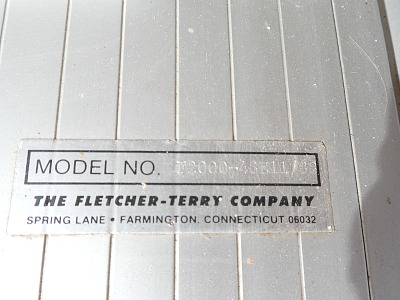 MODEL NO.
THE FLETCHER-TERRY COMPANY
SPRING LANE • FARMINGTON, CONNECTICUT 06032